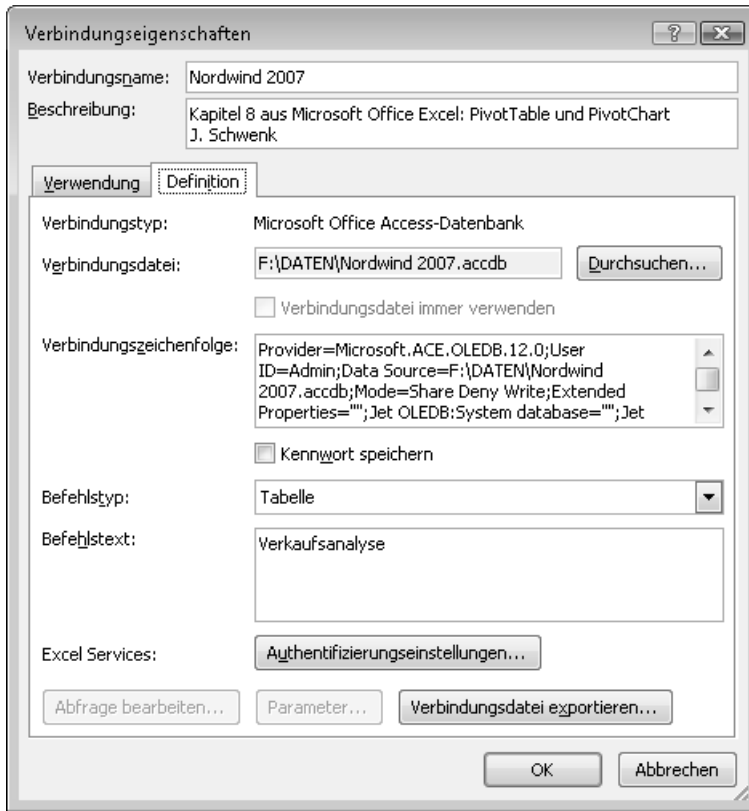 Verbindungseigenschaften
Verbindungsname: Nordwind 2007
Beschreibung: Kapitel 8 aus Microsoft Office Excel: PivotTable und PivotChart
J. Schwenk
Verwendung Definition
Verbindungstyp: Microsoft Office Access-Datenbank
Verbindungsdatei: F:\DATEN\Nordwind 2007.accdb Durchsuchen...
Verbindungsdatei immer verwenden
Verbindungszeichenfolge: Provider=Microsoft.ACE.OLEDB.12.0;User
ID=Admin;Data Source=F:\DATEN\Nordwind
2007.accdb;Mode=Share Deny Write;Extended
Properties="";Jet OLEDB:System database="";Jet
Kennwort speichern
Befehlstyp: Tabelle
Befehlstext: Verkaufsanalyse
Excel Services: Authentifizierungseinstellungen...
Abfrage bearbeiten... Parameter... Verbindungsdatei exportieren...
OK Abbrechen